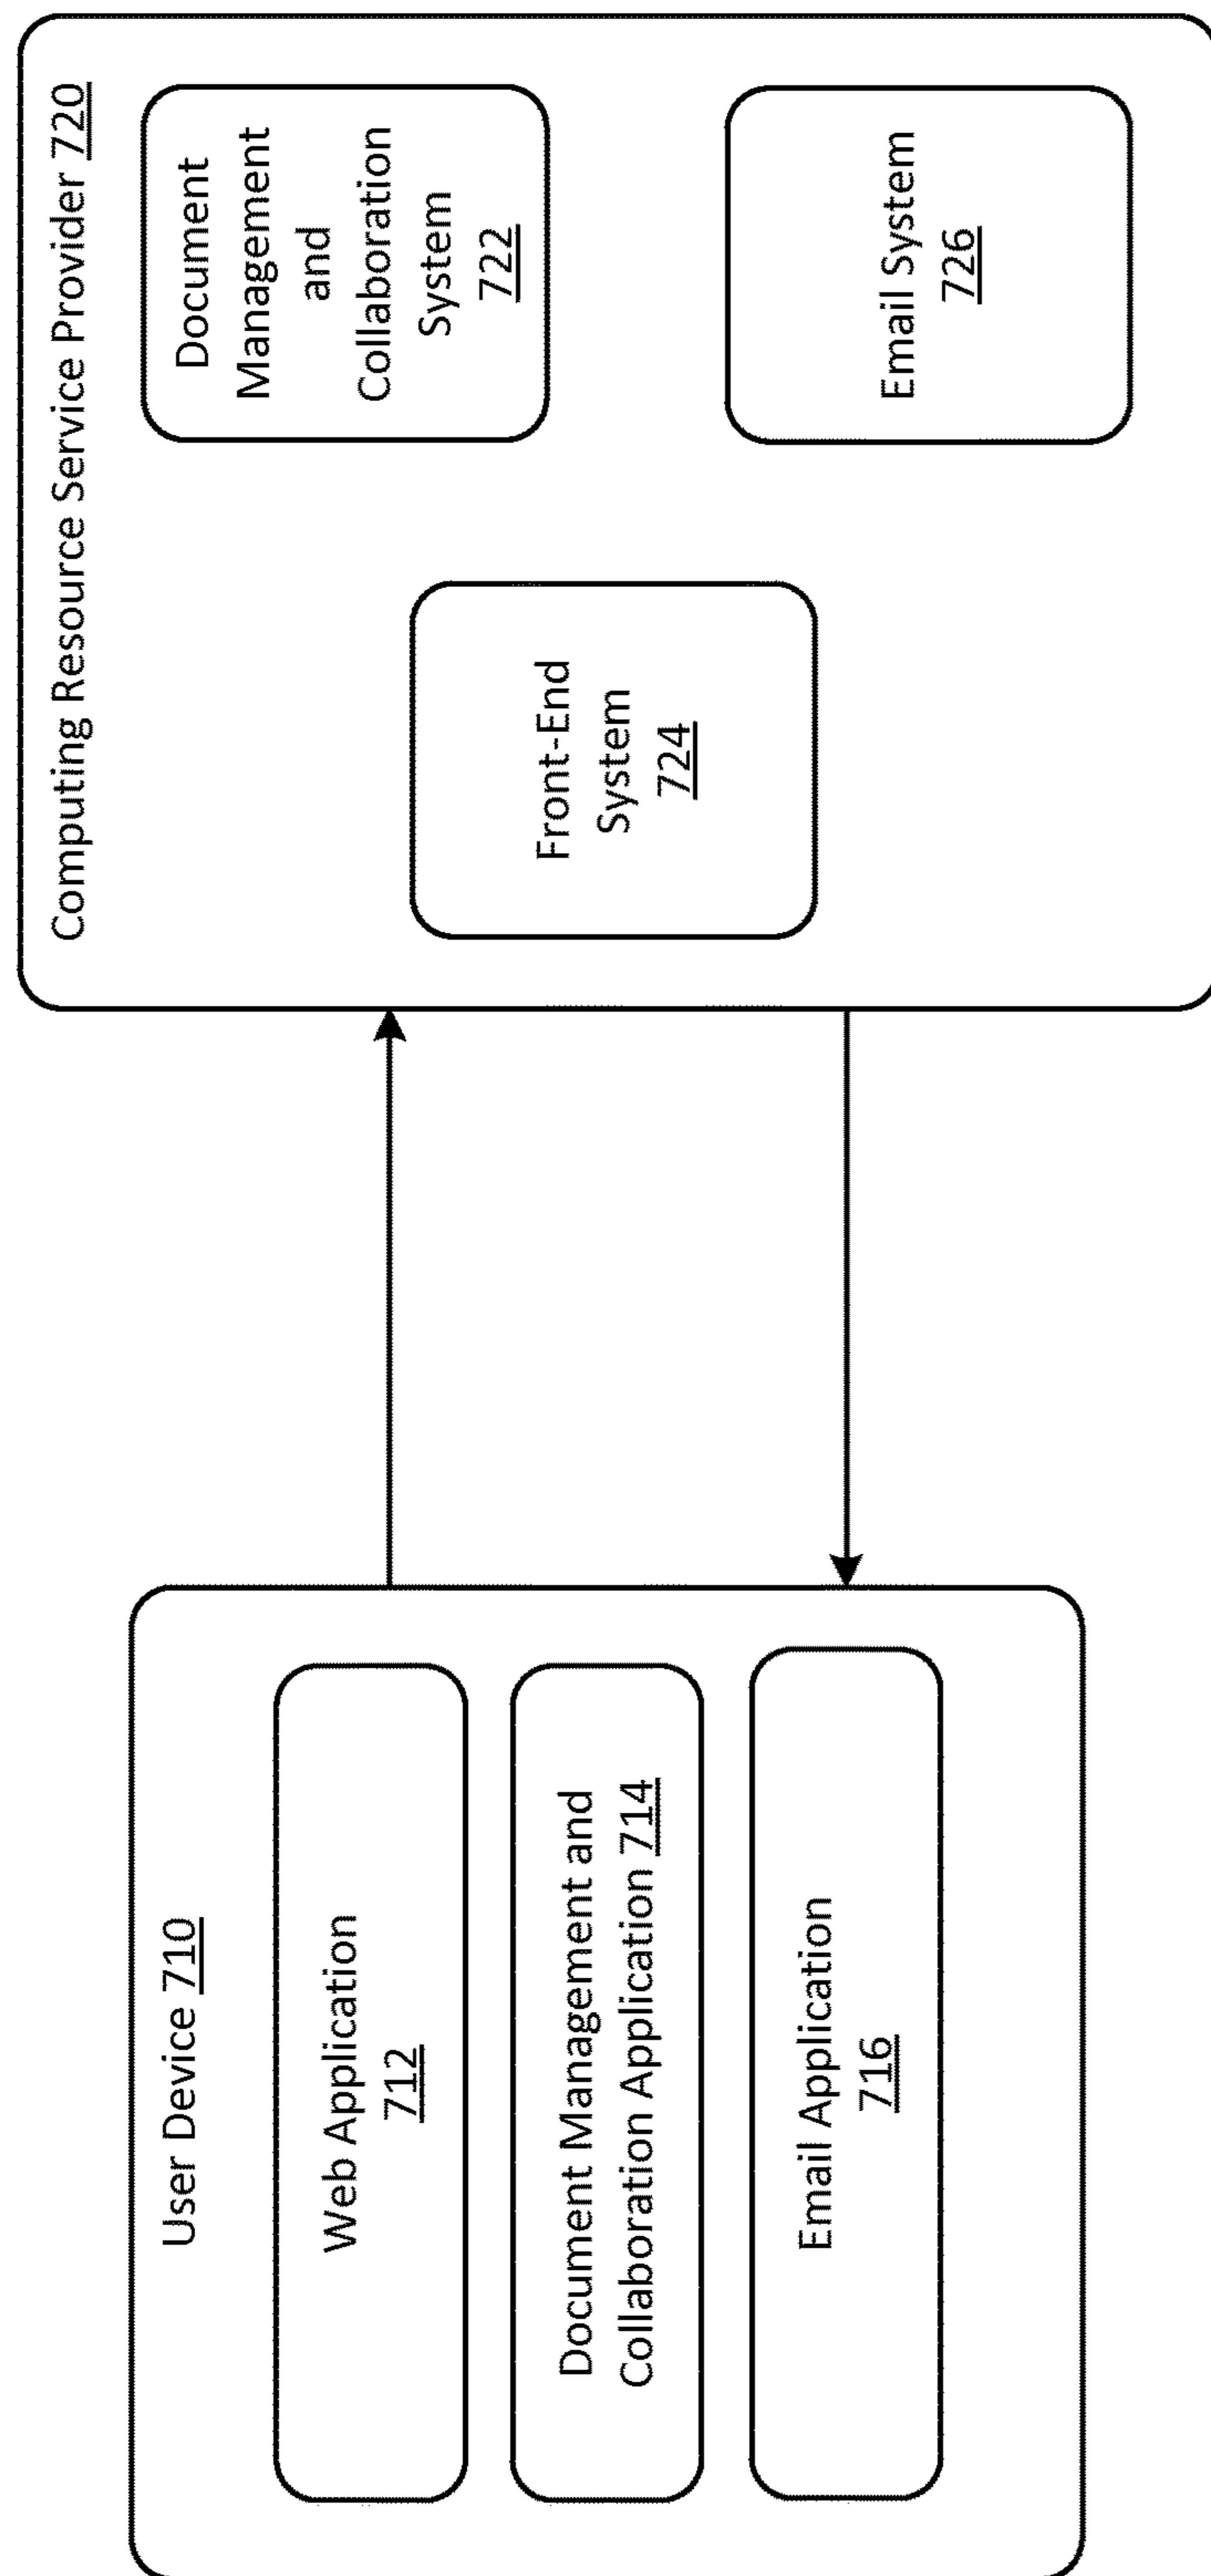 User Device 710
Web Application
712
Document Management and
Collaboration Application 714
Email Application
716
Computing Resource Service Provider 720
Document
Management
and
Collaboration
System
722
Front-End
System
724
Email System
726